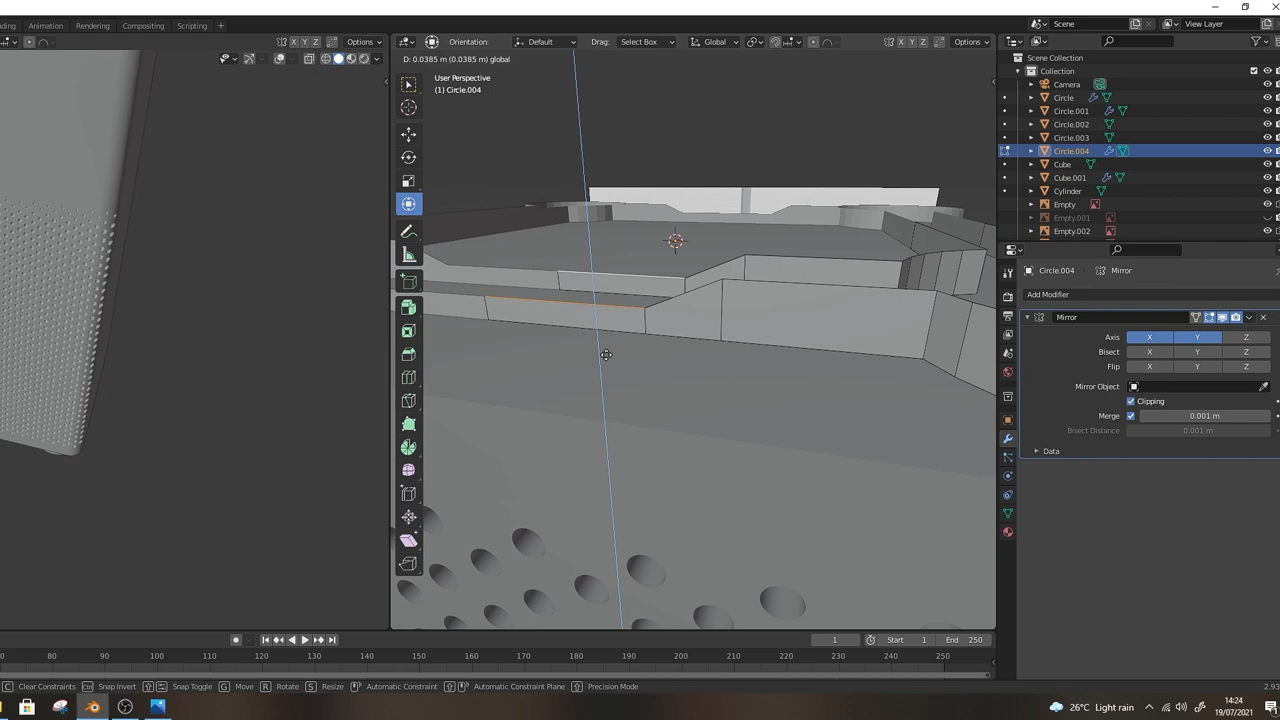 ding Animation Rendering Compositing Scripting +
Scene View Layer
X Y Z Options
Orientation: Default Drag: Select Box Global X Y Z Options
D: 0.0385 m (0.0385 m) global
User Perspective
(1) Circle.004
Scene Collection
Collection
Camera
Circle
Circle.001
Circle.002
Circle.003
Circle.004
Cube
Cube.001
Cylinder
Empty
Empty.001
Empty.002
Circle.004 Mirror
Add Modifier
Mirror
Axis X Y Z
Bisect X Y Z
Flip X Y Z
Mirror Object
Clipping
Merge 0.001 m
Bisect Distance 0.001 m
Data
1 Start 1 End 250
0 80 90 100 110 120 130 140 150 160 170 180 190 200 210 220 230 240 250
C Clear Constraints Ctrl Snap Invert Snap Toggle G Move R Rotate S Resize Automatic Constraint Automatic Constraint Plane Precision Mode 2.93
26°C Light rain 14:24
19/07/2021